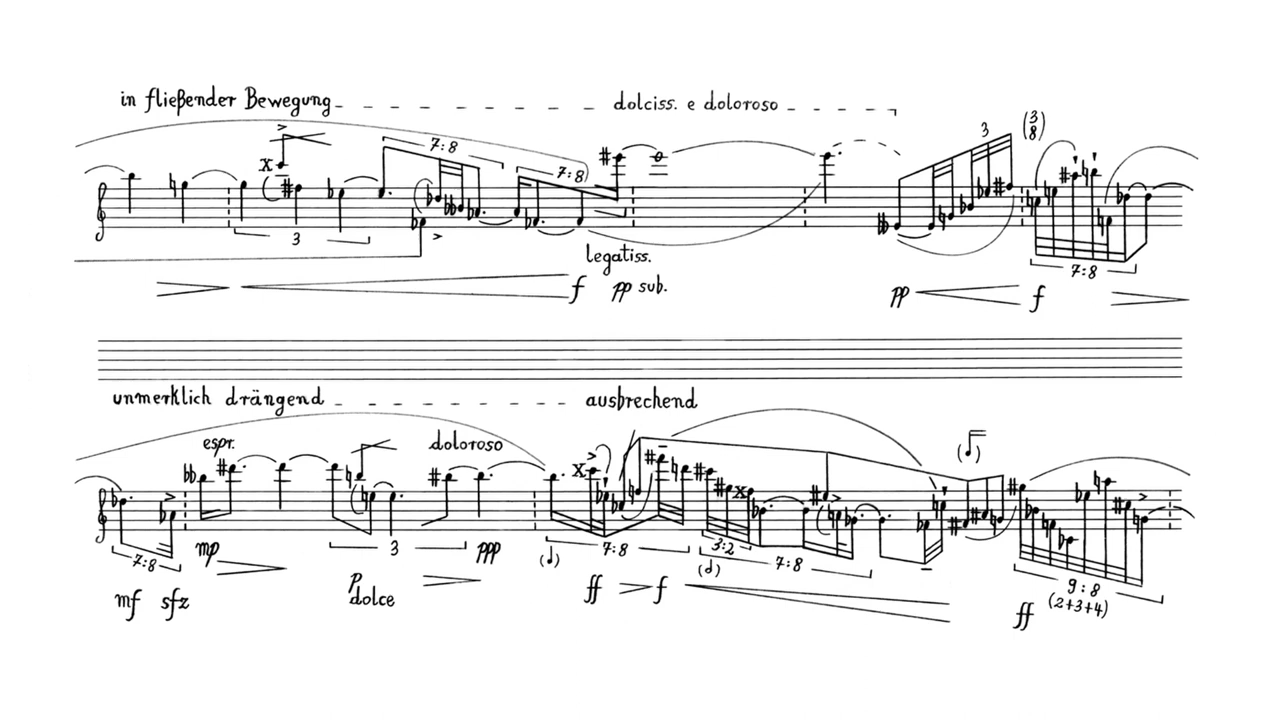 in fließender Bewegung dolciss. e doloroso
3
(3
8)
7:8
7:8
3
legatiss.
f pp sub. pp f
7:8
unmerklich drängend ausbrechend
espr. doloroso
7:8 mp 3 ppp 7:8 3:2 7:8
mf sfz p dolce ff f
9:8
(2+3+4)
ff